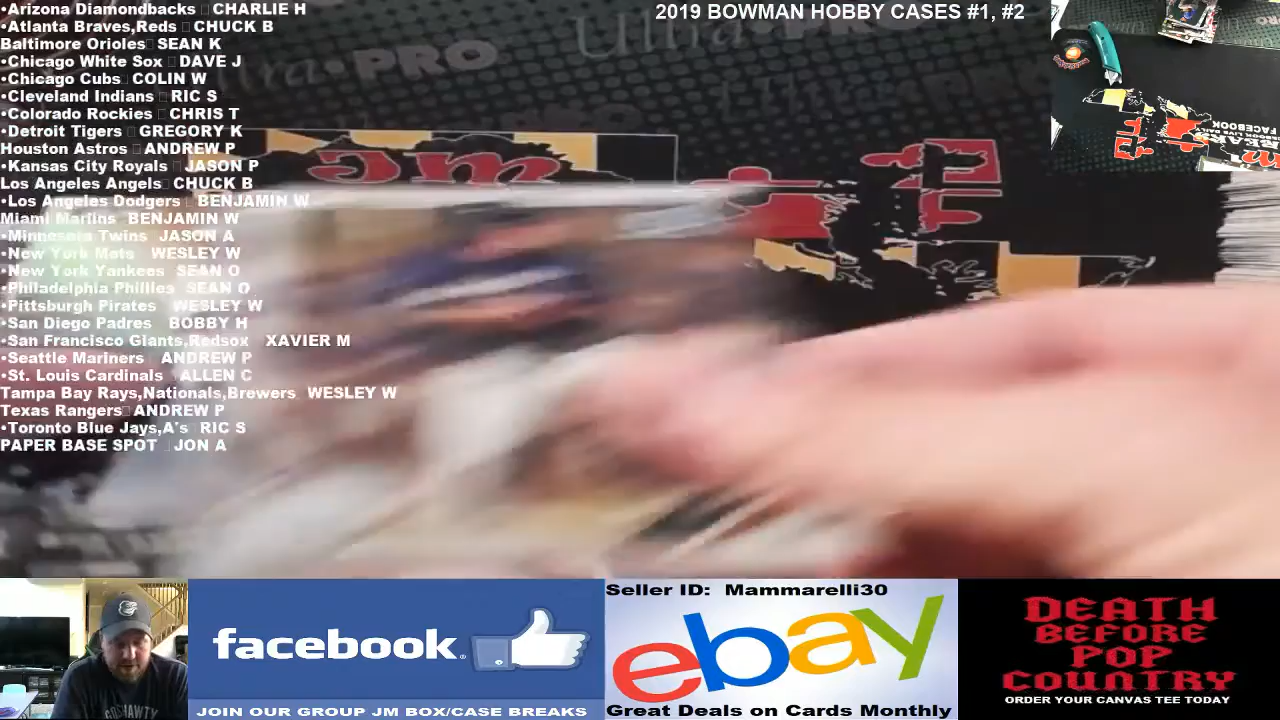 •Arizona Diamondbacks CHARLIE H
•Atlanta Braves,Reds CHUCK B
Baltimore Orioles SEAN K
•Chicago White Sox DAVE J
•Chicago Cubs COLIN W
•Cleveland Indians RIC S
•Colorado Rockies CHRIS T
•Detroit Tigers GREGORY K
Houston Astros ANDREW P
•Kansas City Royals JASON P
Los Angeles Angels CHUCK B
•Los Angeles Dodgers BENJAMIN W
Miami Marlins BENJAMIN W
•Minnesota Twins JASON A
•New York Mets WESLEY W
•New York Yankees SEAN O
•Philadelphia Phillies SEAN O
•Pittsburgh Pirates WESLEY W
•San Diego Padres BOBBY H
•San Francisco Giants,Redsox XAVIER M
•Seattle Mariners ANDREW P
•St. Louis Cardinals ALLEN C
Tampa Bay Rays,Nationals,Brewers WESLEY W
Texas Rangers ANDREW P
•Toronto Blue Jays,A's RIC S
PAPER BASE SPOT JON A
2019 BOWMAN HOBBY CASES #1, #2
Ultra•PRO
FACEBOOK
facebook.
JOIN OUR GROUP JM BOX/CASE BREAKS
Seller ID: Mammarelli30
ebay
Great Deals on Cards Monthly
DEATH
BEFORE
POP
COUNTRY
ORDER YOUR CANVAS TEE TODAY